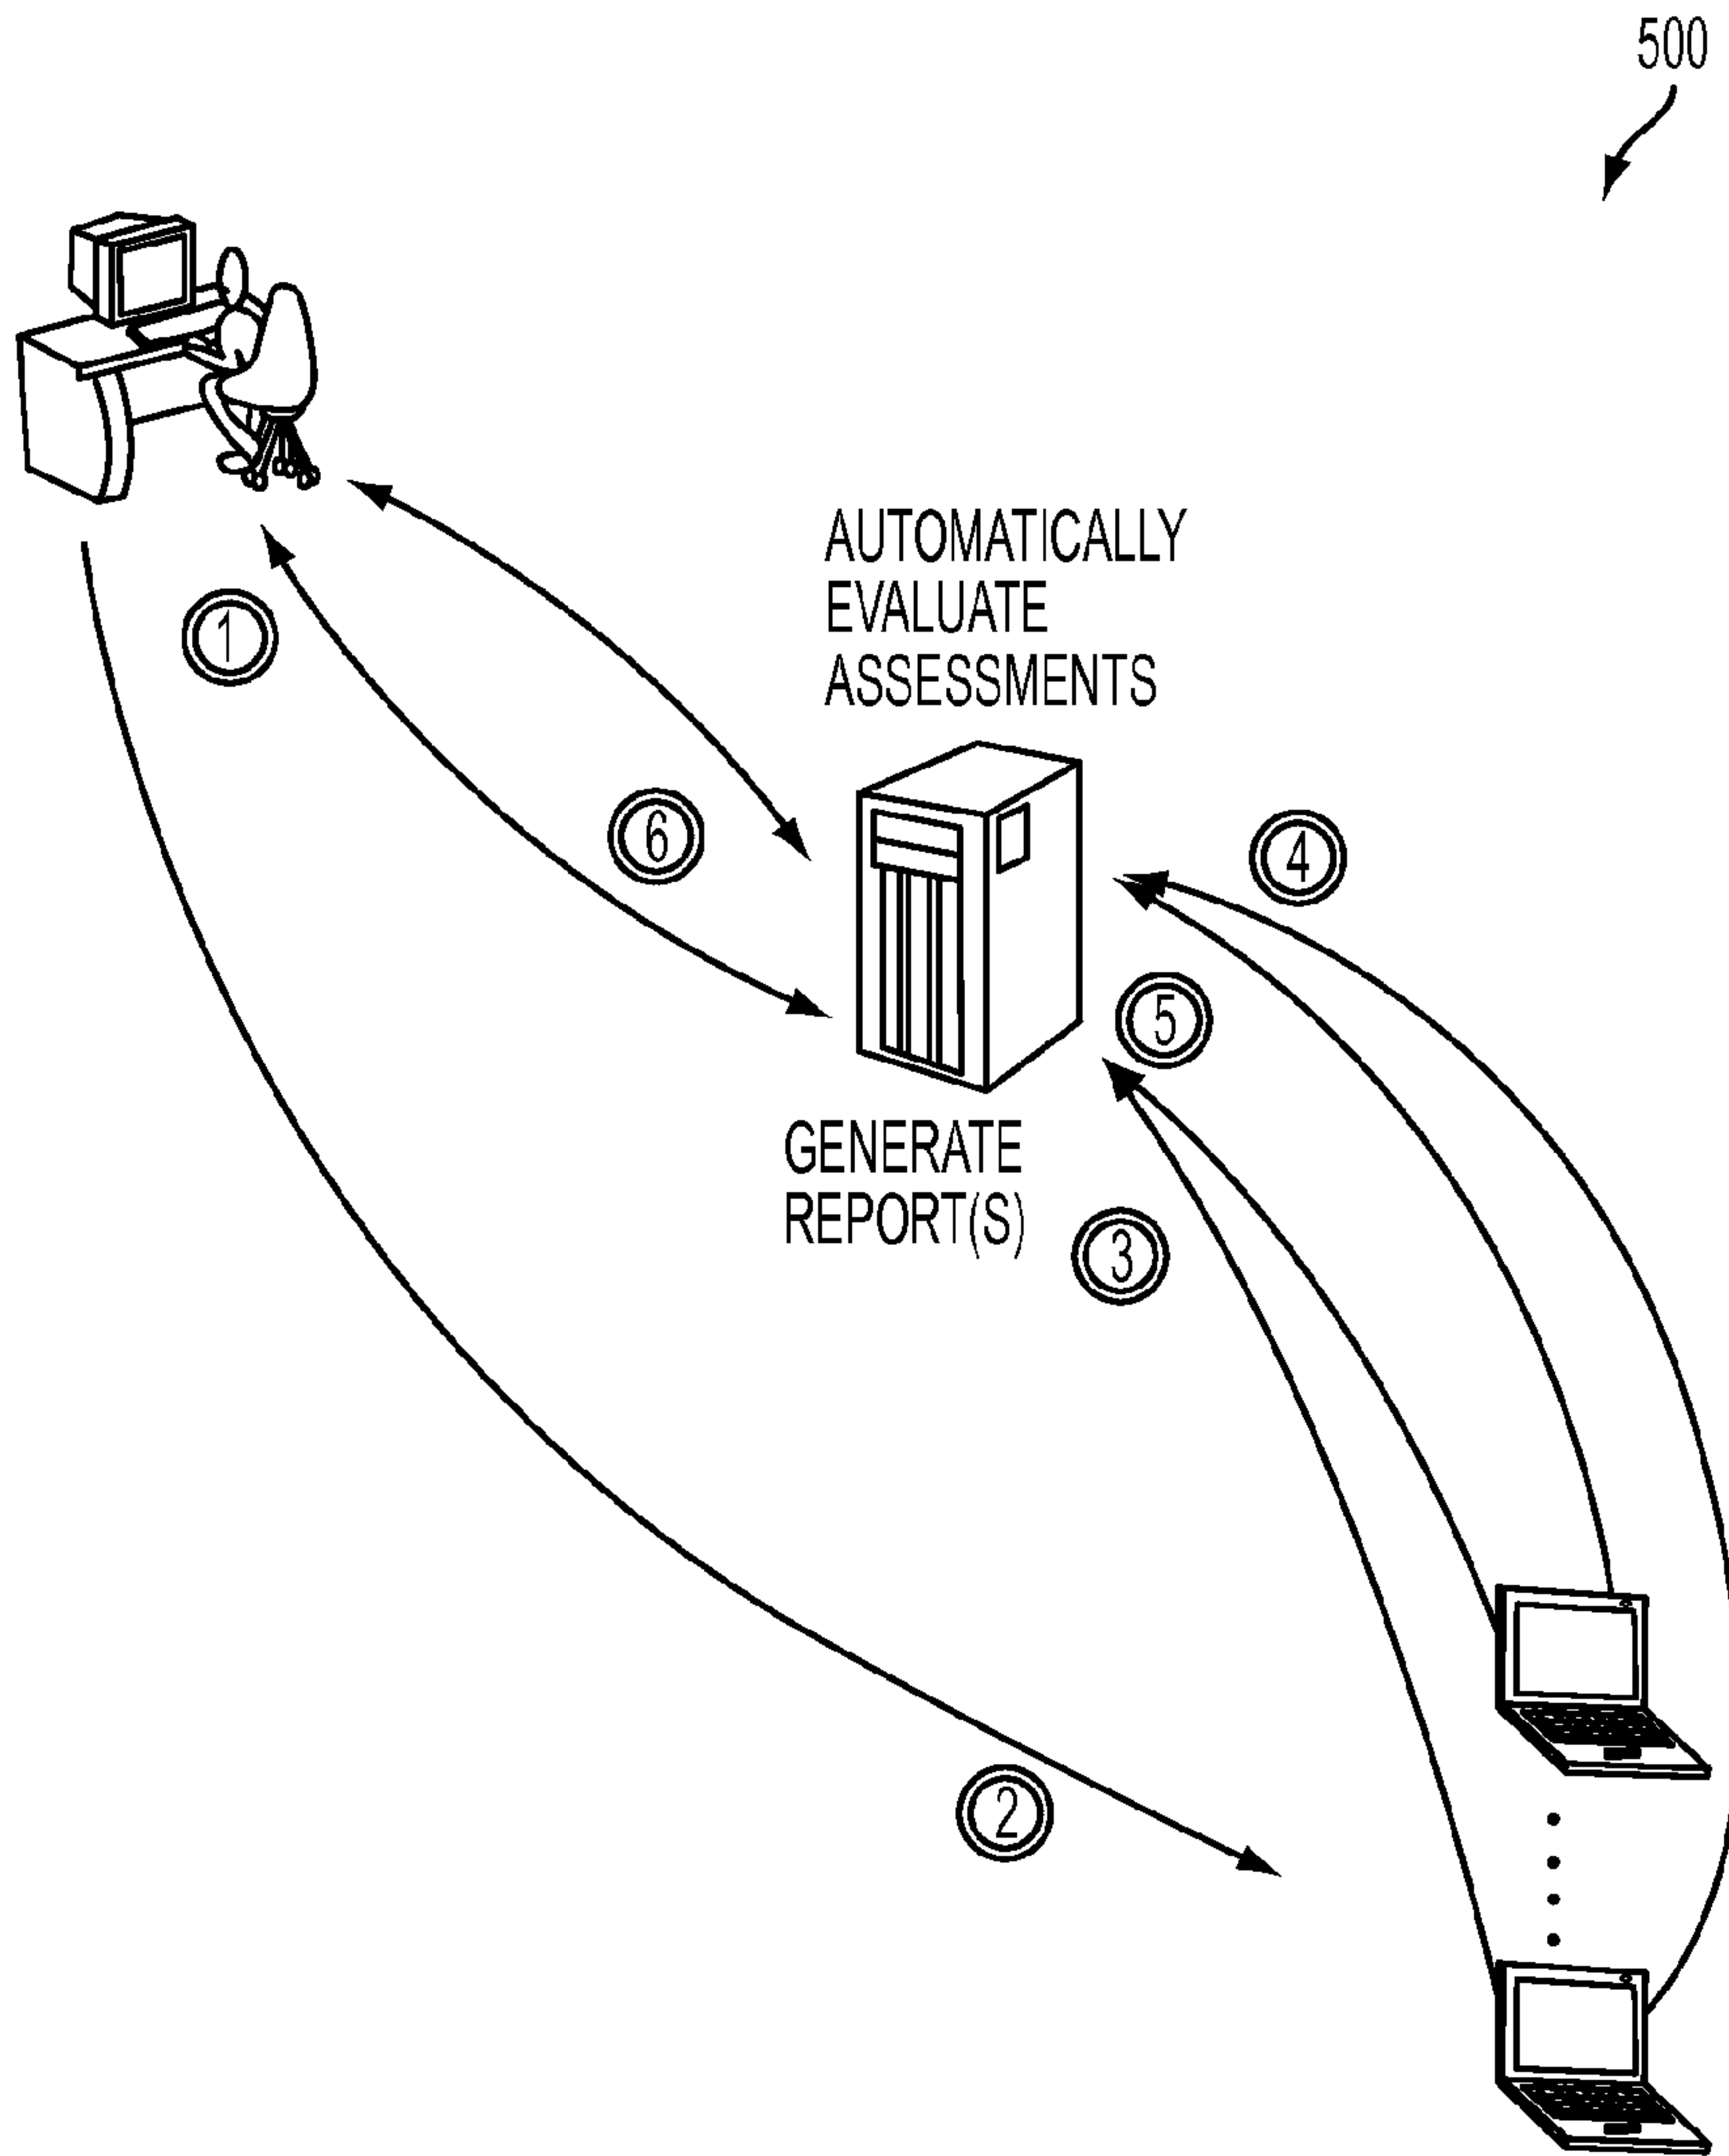 500
AUTOMATICALLY
EVALUATE
ASSESSMENTS
1
6
4
5
GENERATE
REPORT(S)
3
2